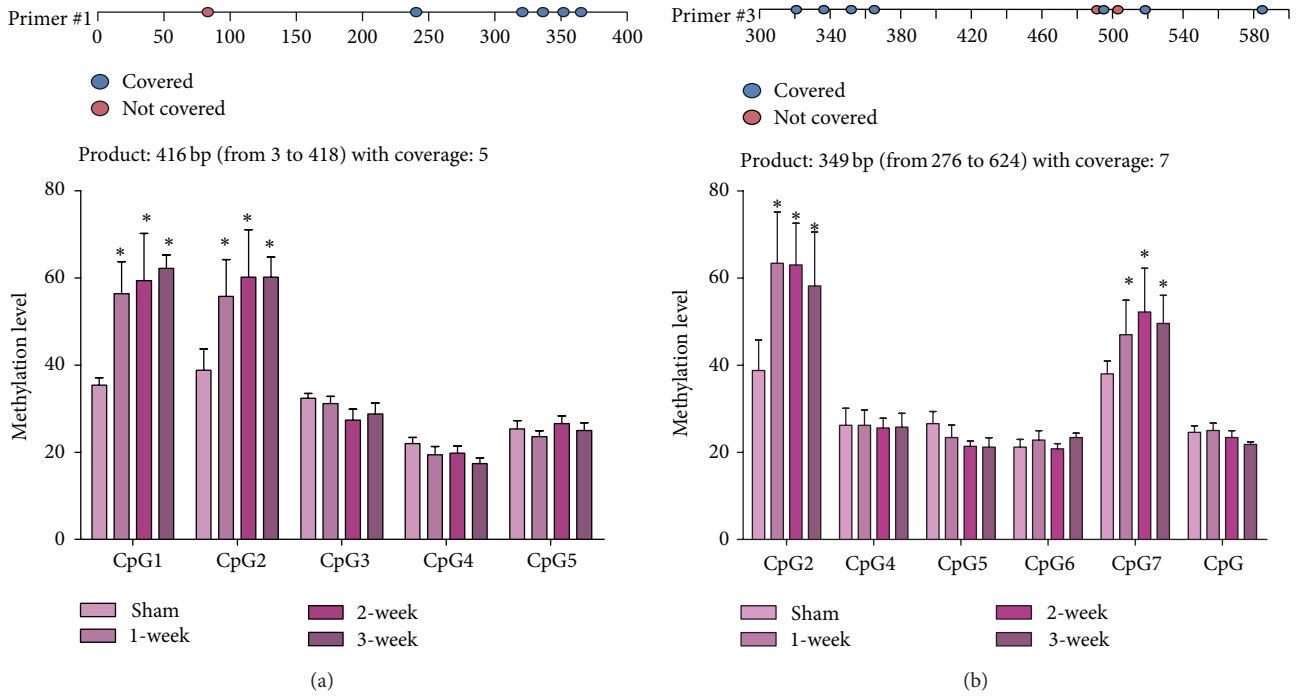 Primer #1
0 50 100 150 200 250 300 350 400
Covered
Not covered
Product: 416 bp (from 3 to 418) with coverage: 5
Methylation level
80
60
40
20
0
* * * * * *
CpG1 CpG2 CpG3 CpG4 CpG5
Sham 2-week
1-week 3-week
(a)
Primer #3
300 340 380 420 460 500 540 580
Covered
Not covered
Product: 349 bp (from 276 to 624) with coverage: 7
Methylation level
80
60
40
20
0
* * * * * *
CpG2 CpG4 CpG5 CpG6 CpG7 CpG
Sham 2-week
1-week 3-week
(b)